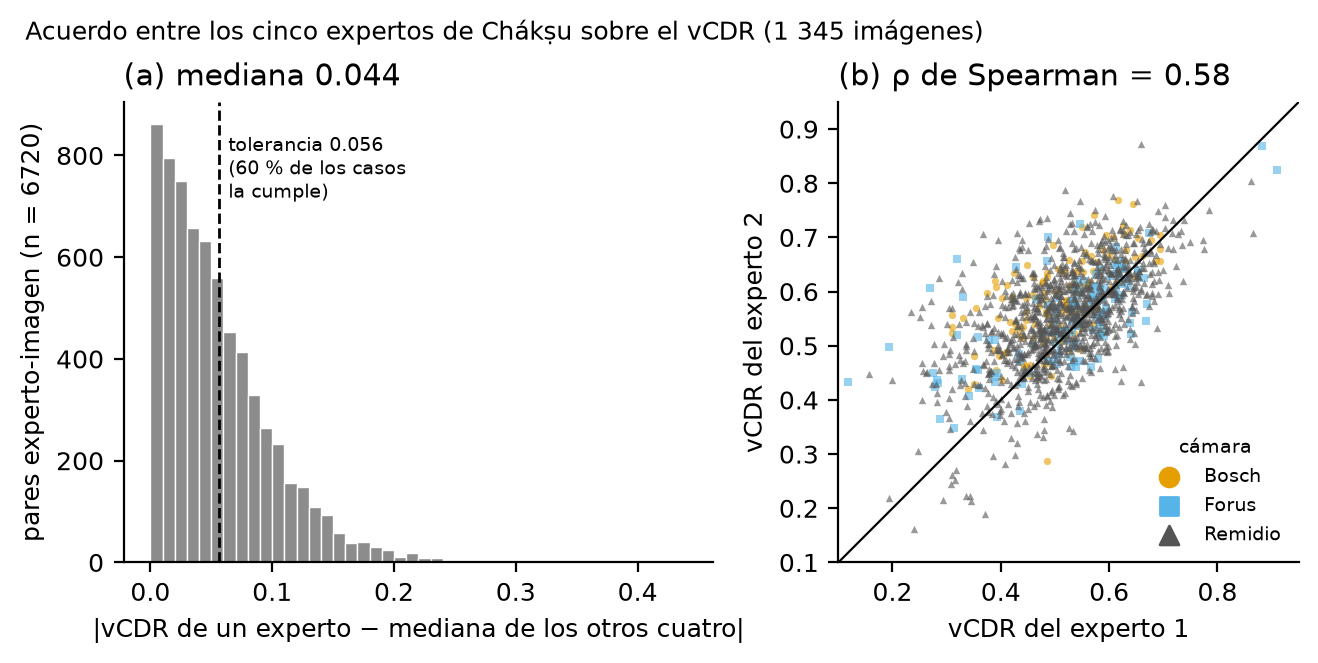 Acuerdo entre los cinco expertos de Chákṣu sobre el vCDR (1 345 imágenes)
(a) mediana 0.044
pares experto-imagen (n = 6720)
800
600
400
200
0
tolerancia 0.056
(60 % de los casos
la cumple)
0.0 0.1 0.2 0.3 0.4
|vCDR de un experto − mediana de los otros cuatro|
(b) ρ de Spearman = 0.58
vCDR del experto 2
0.9
0.8
0.7
0.6
0.5
0.4
0.3
0.2
0.1
cámara
Bosch
Forus
Remidio
0.2 0.4 0.6 0.8
vCDR del experto 1